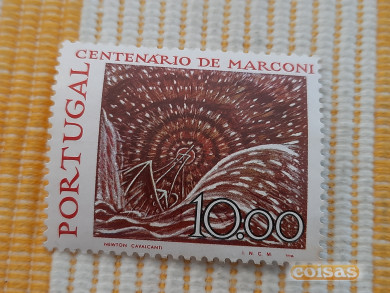 CENTENÁRIO DE MARCONI
PORTUGAL
10.00
NEWTON CAVALCANTI
I.N.C.M.
coisas